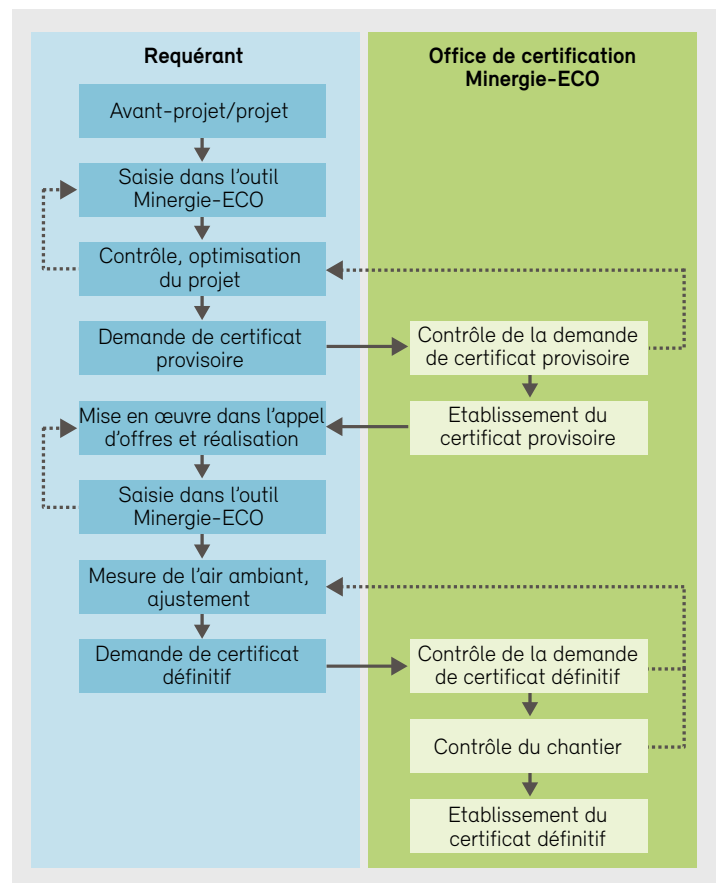 Requérant
Office de certification
Minergie-ECO
Avant-projet/projet
Saisie dans l'outil
Minergie-ECO
Contrôle, optimisation
du projet
Demande de certificat
provisoire
Contrôle de la demande
de certificat provisoire
Mise en œuvre dans l'appel
d'offres et réalisation
Etablissement du
certificat provisoire
Saisie dans l'outil
Minergie-ECO
Mesure de l'air ambiant,
ajustement
Demande de certificat
définitif
Contrôle de la demande
de certificat définitif
Contrôle du chantier
Etablissement du
certificat définitif